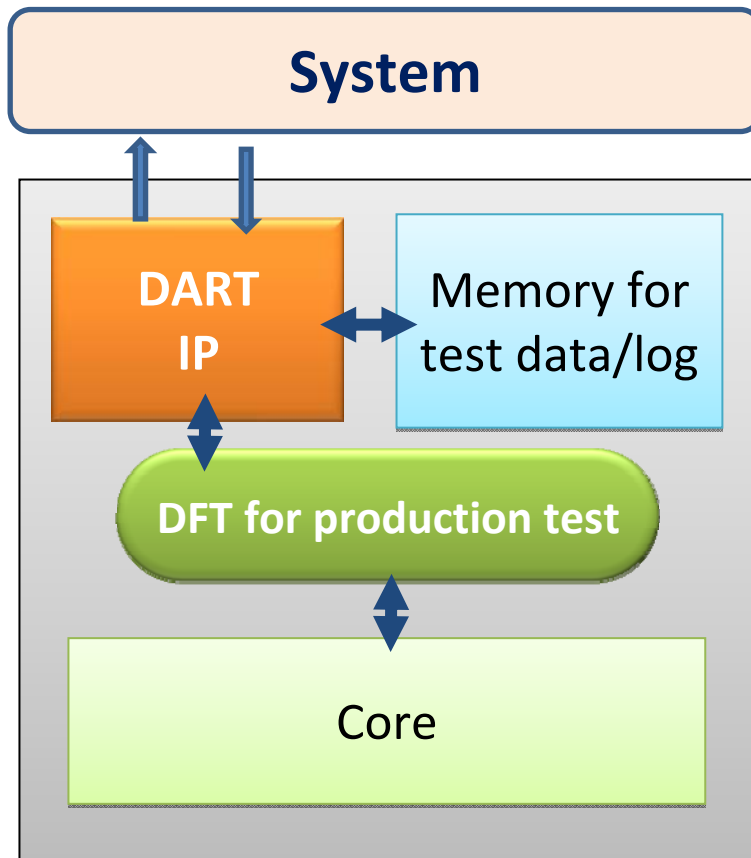 System
DART
IP
Memory for
test data/log
DFT for production test
Core